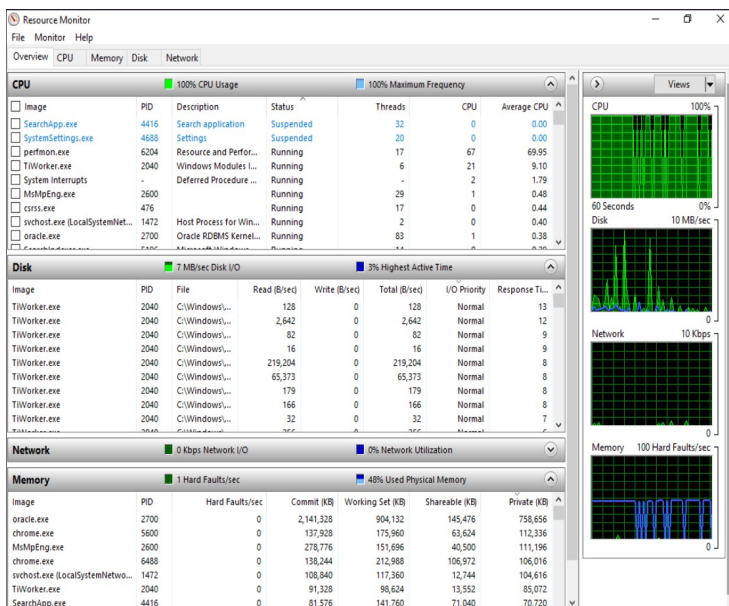 Resource Monitor
File Monitor Help
Overview CPU Memory Disk Network
CPU 100% CPU Usage 100% Maximum Frequency
Image PID Description Status Threads CPU Average CPU
SearchApp.exe 4416 Search application Suspended 32 0 0.00
SystemSettings.exe 4688 Settings Suspended 20 0 0.00
perfmon.exe 6204 Resource and Perfor... Running 17 67 69.95
TiWorker.exe 2040 Windows Modules I... Running 6 21 9.10
System Interrupts - Deferred Procedure ... Running - 2 1.79
MsMpEng.exe 2600 Running 29 1 0.48
csrss.exe 476 Running 17 0 0.44
svchost.exe (LocalSystemNet... 1472 Host Process for Win... Running 2 0 0.40
oracle.exe 2700 Oracle RDBMS Kernel... Running 83 1 0.38
Disk 7 MB/sec Disk I/O 3% Highest Active Time
Image PID File Read (B/sec) Write (B/sec) Total (B/sec) I/O Priority Response Ti...
TiWorker.exe 2040 C:\Windows\... 128 0 128 Normal 13
TiWorker.exe 2040 C:\Windows\... 2,642 0 2,642 Normal 12
TiWorker.exe 2040 C:\Windows\... 82 0 82 Normal 9
TiWorker.exe 2040 C:\Windows\... 16 0 16 Normal 9
TiWorker.exe 2040 C:\Windows\... 219,204 0 219,204 Normal 8
TiWorker.exe 2040 C:\Windows\... 65,373 0 65,373 Normal 8
TiWorker.exe 2040 C:\Windows\... 179 0 179 Normal 8
TiWorker.exe 2040 C:\Windows\... 166 0 166 Normal 8
TiWorker.exe 2040 C:\Windows\... 32 0 32 Normal 7
Network 0 Kbps Network I/O 0% Network Utilization
Memory 1 Hard Faults/sec 48% Used Physical Memory
Image PID Hard Faults/sec Commit (KB) Working Set (KB) Shareable (KB) Private (KB)
oracle.exe 2700 0 2,141,328 904,132 145,476 758,656
chrome.exe 5600 0 137,928 175,960 63,624 112,336
MsMpEng.exe 2600 0 278,776 151,696 40,500 111,196
chrome.exe 6488 0 138,244 212,988 106,972 106,016
svchost.exe (LocalSystemNetwo... 1472 0 108,840 117,360 12,744 104,616
TiWorker.exe 2040 0 91,328 98,624 13,552 85,072
SearchApp.exe 4416 0 81,576 141,760 71,040 70,720
Views
CPU 100%
60 Seconds 0%
Disk 10 MB/sec
0
Network 10 Kbps
0
Memory 100 Hard Faults/sec
0